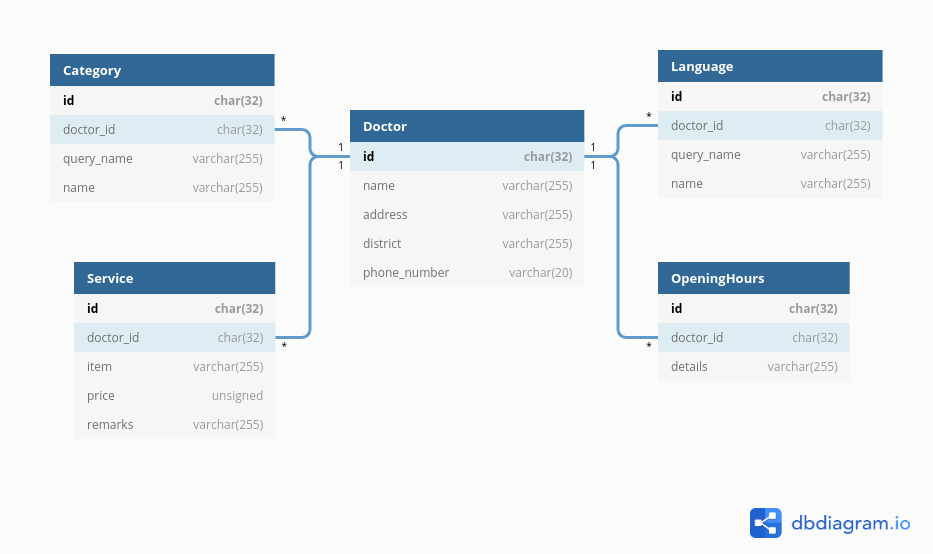 Category
id char(32)
doctor_id char(32)
query_name varchar(255)
name varchar(255)
*
Service
id char(32)
doctor_id char(32)
item varchar(255)
price unsigned
remarks varchar(255)
*
1
1
Doctor
id char(32)
name varchar(255)
address varchar(255)
district varchar(255)
phone_number varchar(20)
1
1
*
Language
id char(32)
doctor_id char(32)
query_name varchar(255)
name varchar(255)
*
OpeningHours
id char(32)
doctor_id char(32)
details varchar(255)
dbdiagram.io